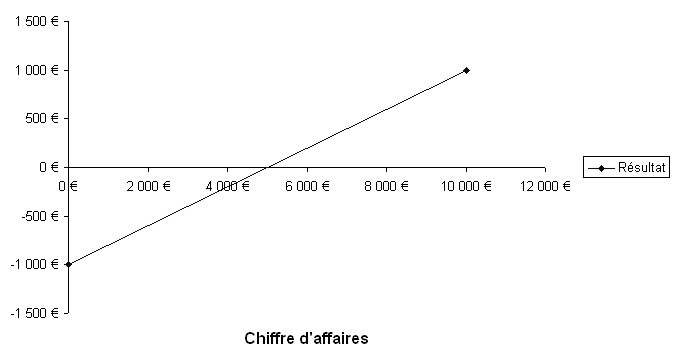 1 500 €
1 000 €
500 €
0 €
-500 €
-1 000 €
-1 500 €
0 € 2 000 € 4 000 € 6 000 € 8 000 € 10 000 € 12 000 €
Résultat
Chiffre d'affaires